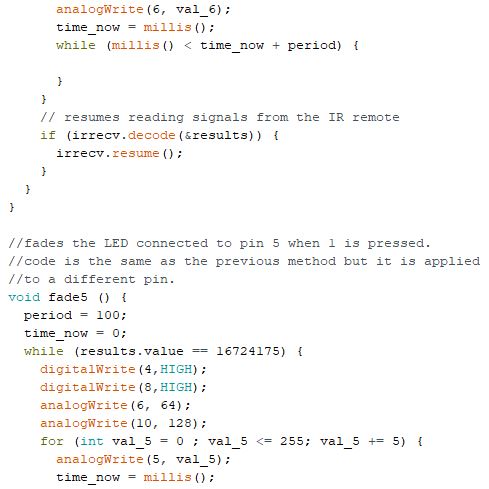 analogWrite(6, val_6);
time_now = millis();
while (millis() < time_now + period) {
}
}
// resumes reading signals from the IR remote
if (irrecv.decode(&results)) {
irrecv.resume();
}
}
}
//fades the LED connected to pin 5 when 1 is pressed.
//code is the same as the previous method but it is applied
//to a different pin.
void fade5 () {
period = 100;
time_now = 0;
while (results.value == 16724175) {
digitalWrite(4,HIGH);
digitalWrite(8,HIGH);
analogWrite(6, 64);
analogWrite(10, 128);
for (int val_5 = 0 ; val_5 <= 255; val_5 += 5) {
analogWrite(5, val_5);
time_now = millis();